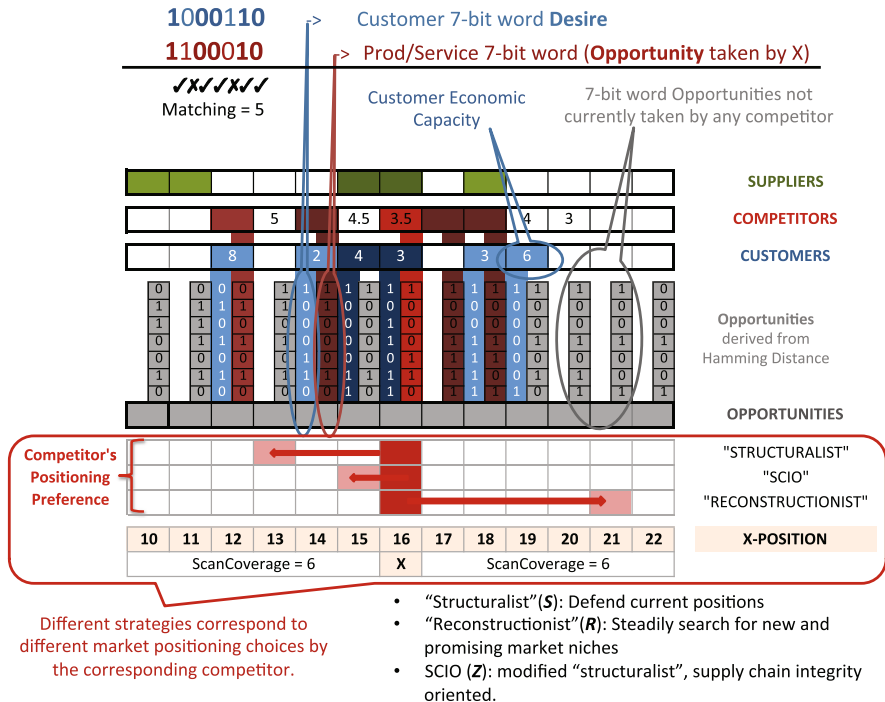 1000110 -> Customer 7-bit word Desire
1100010 -> Prod/Service 7-bit word (Opportunity taken by X)
✓✗✓✓✗✓✓
Matching = 5
Customer Economic
Capacity
7-bit word Opportunities not
currently taken by any competitor
SUPPLIERS
5 4.5 3.5 4 3 COMPETITORS
8 2 4 3 3 6 CUSTOMERS
Opportunities
derived from
Hamming Distance
OPPORTUNITIES
Competitor's
Positioning
Preference
"STRUCTURALIST"
"SCIO"
"RECONSTRUCTIONIST"
10 11 12 13 14 15 16 17 18 19 20 21 22 X-POSITION
ScanCoverage = 6 X ScanCoverage = 6
Different strategies correspond to
different market positioning choices by
the corresponding competitor.
• “Structuralist”(S): Defend current positions
• “Reconstructionist”(R): Steadily search for new and
promising market niches
• SCIO (Z): modified “structuralist”, supply chain integrity
oriented.